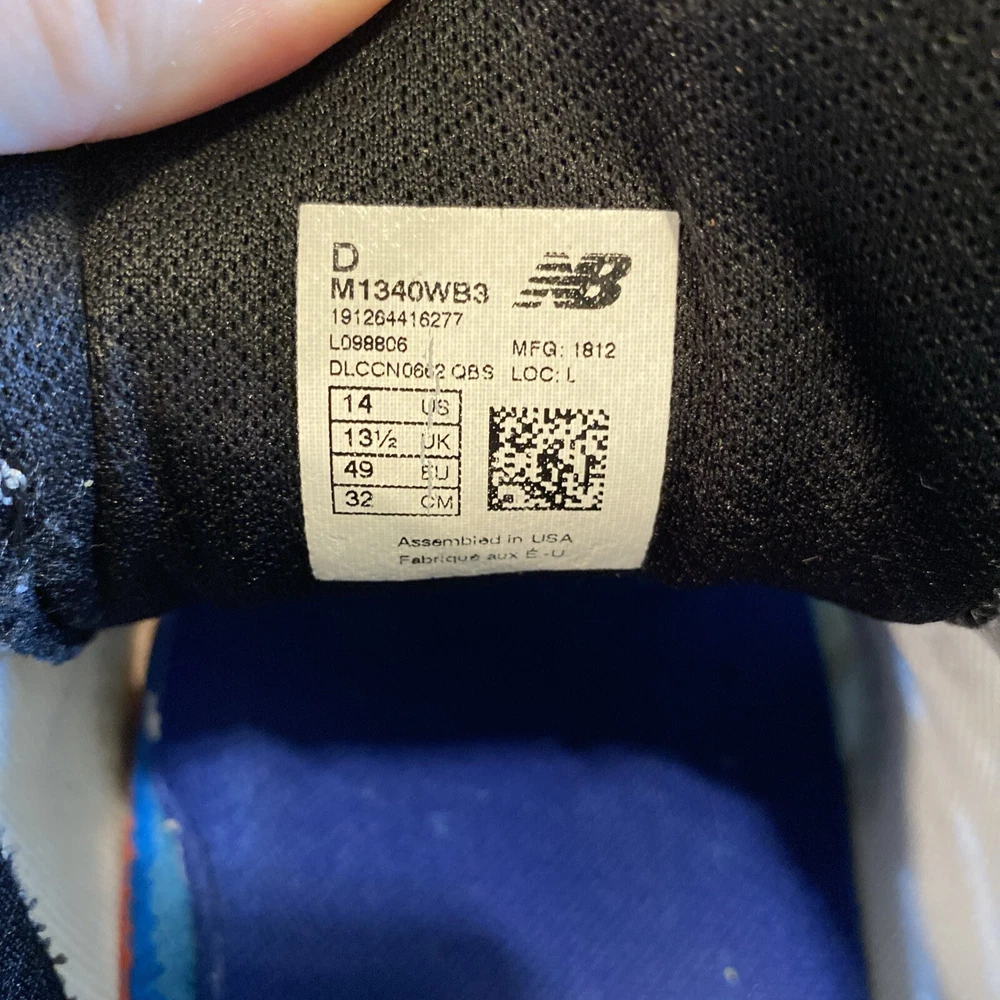 D
M1340WB3
NB
191264416277
L098806
MFG: 1812
QBS LOC: L
14 US
13½ UK
49 EU
32 CM
Assembled in USA
Fabriqué aux É.-U.